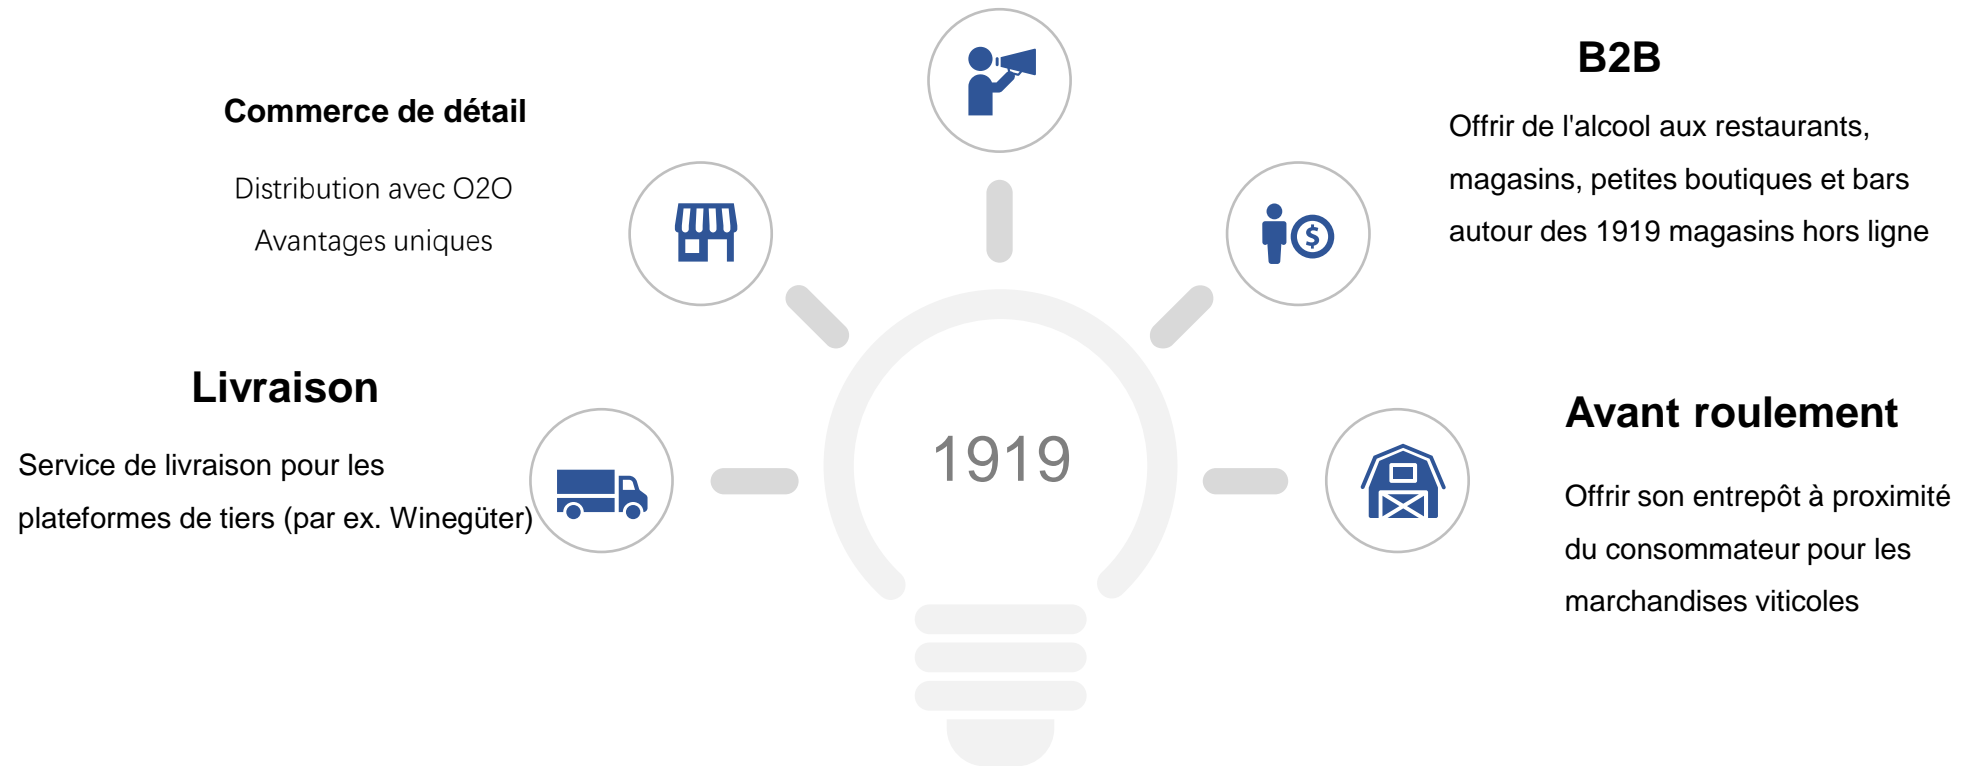 Commerce de détail
Distribution avec O2O
Avantages uniques
Livraison
Service de livraison pour les
plateformes de tiers (par ex. Winegüter)
1919
B2B
Offrir de l'alcool aux restaurants,
magasins, petites boutiques et bars
autour des 1919 magasins hors ligne
Avant roulement
Offrir son entrepôt à proximité
du consommateur pour les
marchandises viticoles
$